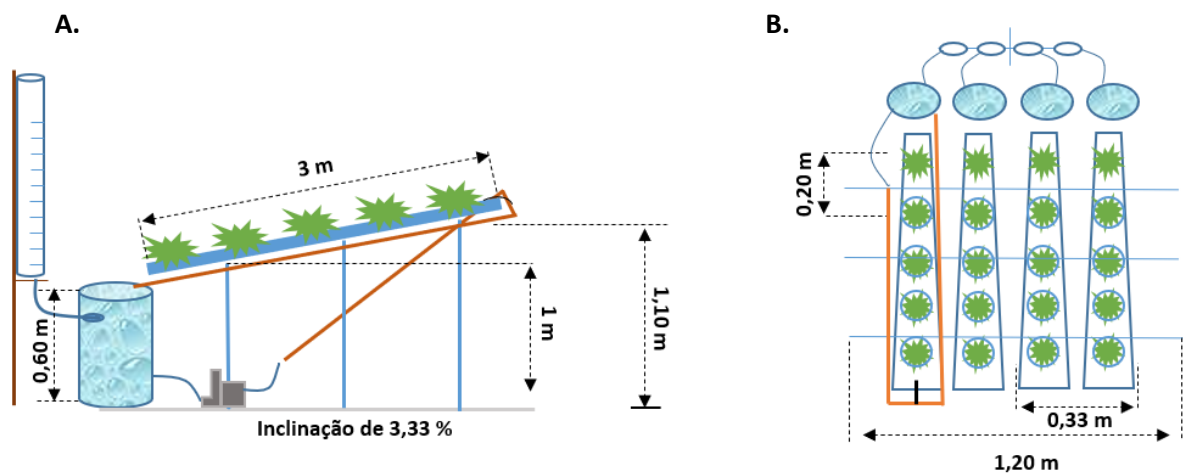 A.
3 m
0,60 m
1 m
1,10 m
Inclinação de 3,33 %
B.
0,20 m
0,33 m
1,20 m